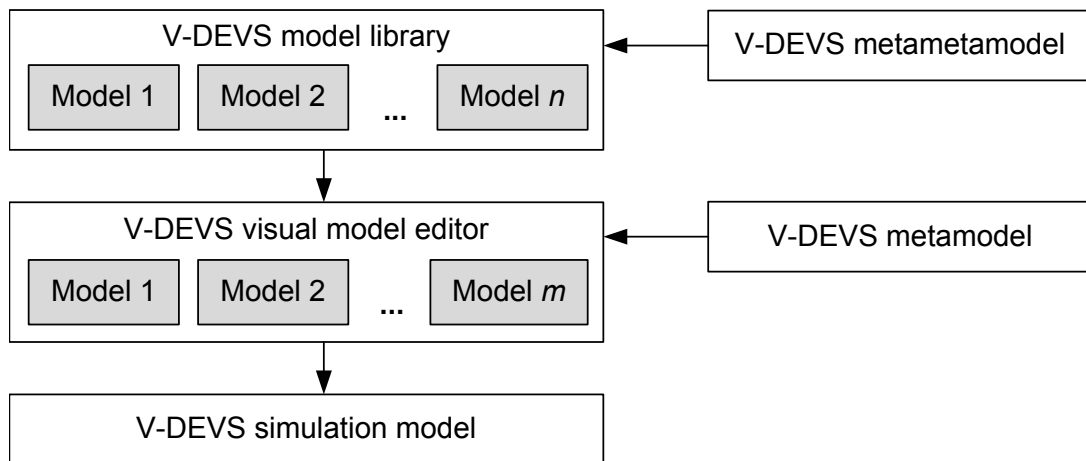 V-DEVS model library
V-DEVS metametamodel
Model 1 Model 2 ... Model n
V-DEVS visual model editor
V-DEVS metamodel
Model 1 Model 2 ... Model m
V-DEVS simulation model